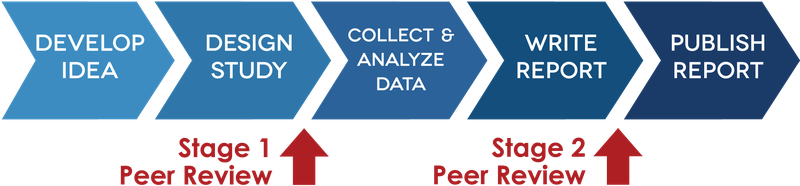 DEVELOP
IDEA
DESIGN
STUDY
COLLECT &
ANALYZE
DATA
WRITE
REPORT
PUBLISH
REPORT
Stage 1
Peer Review
Stage 2
Peer Review